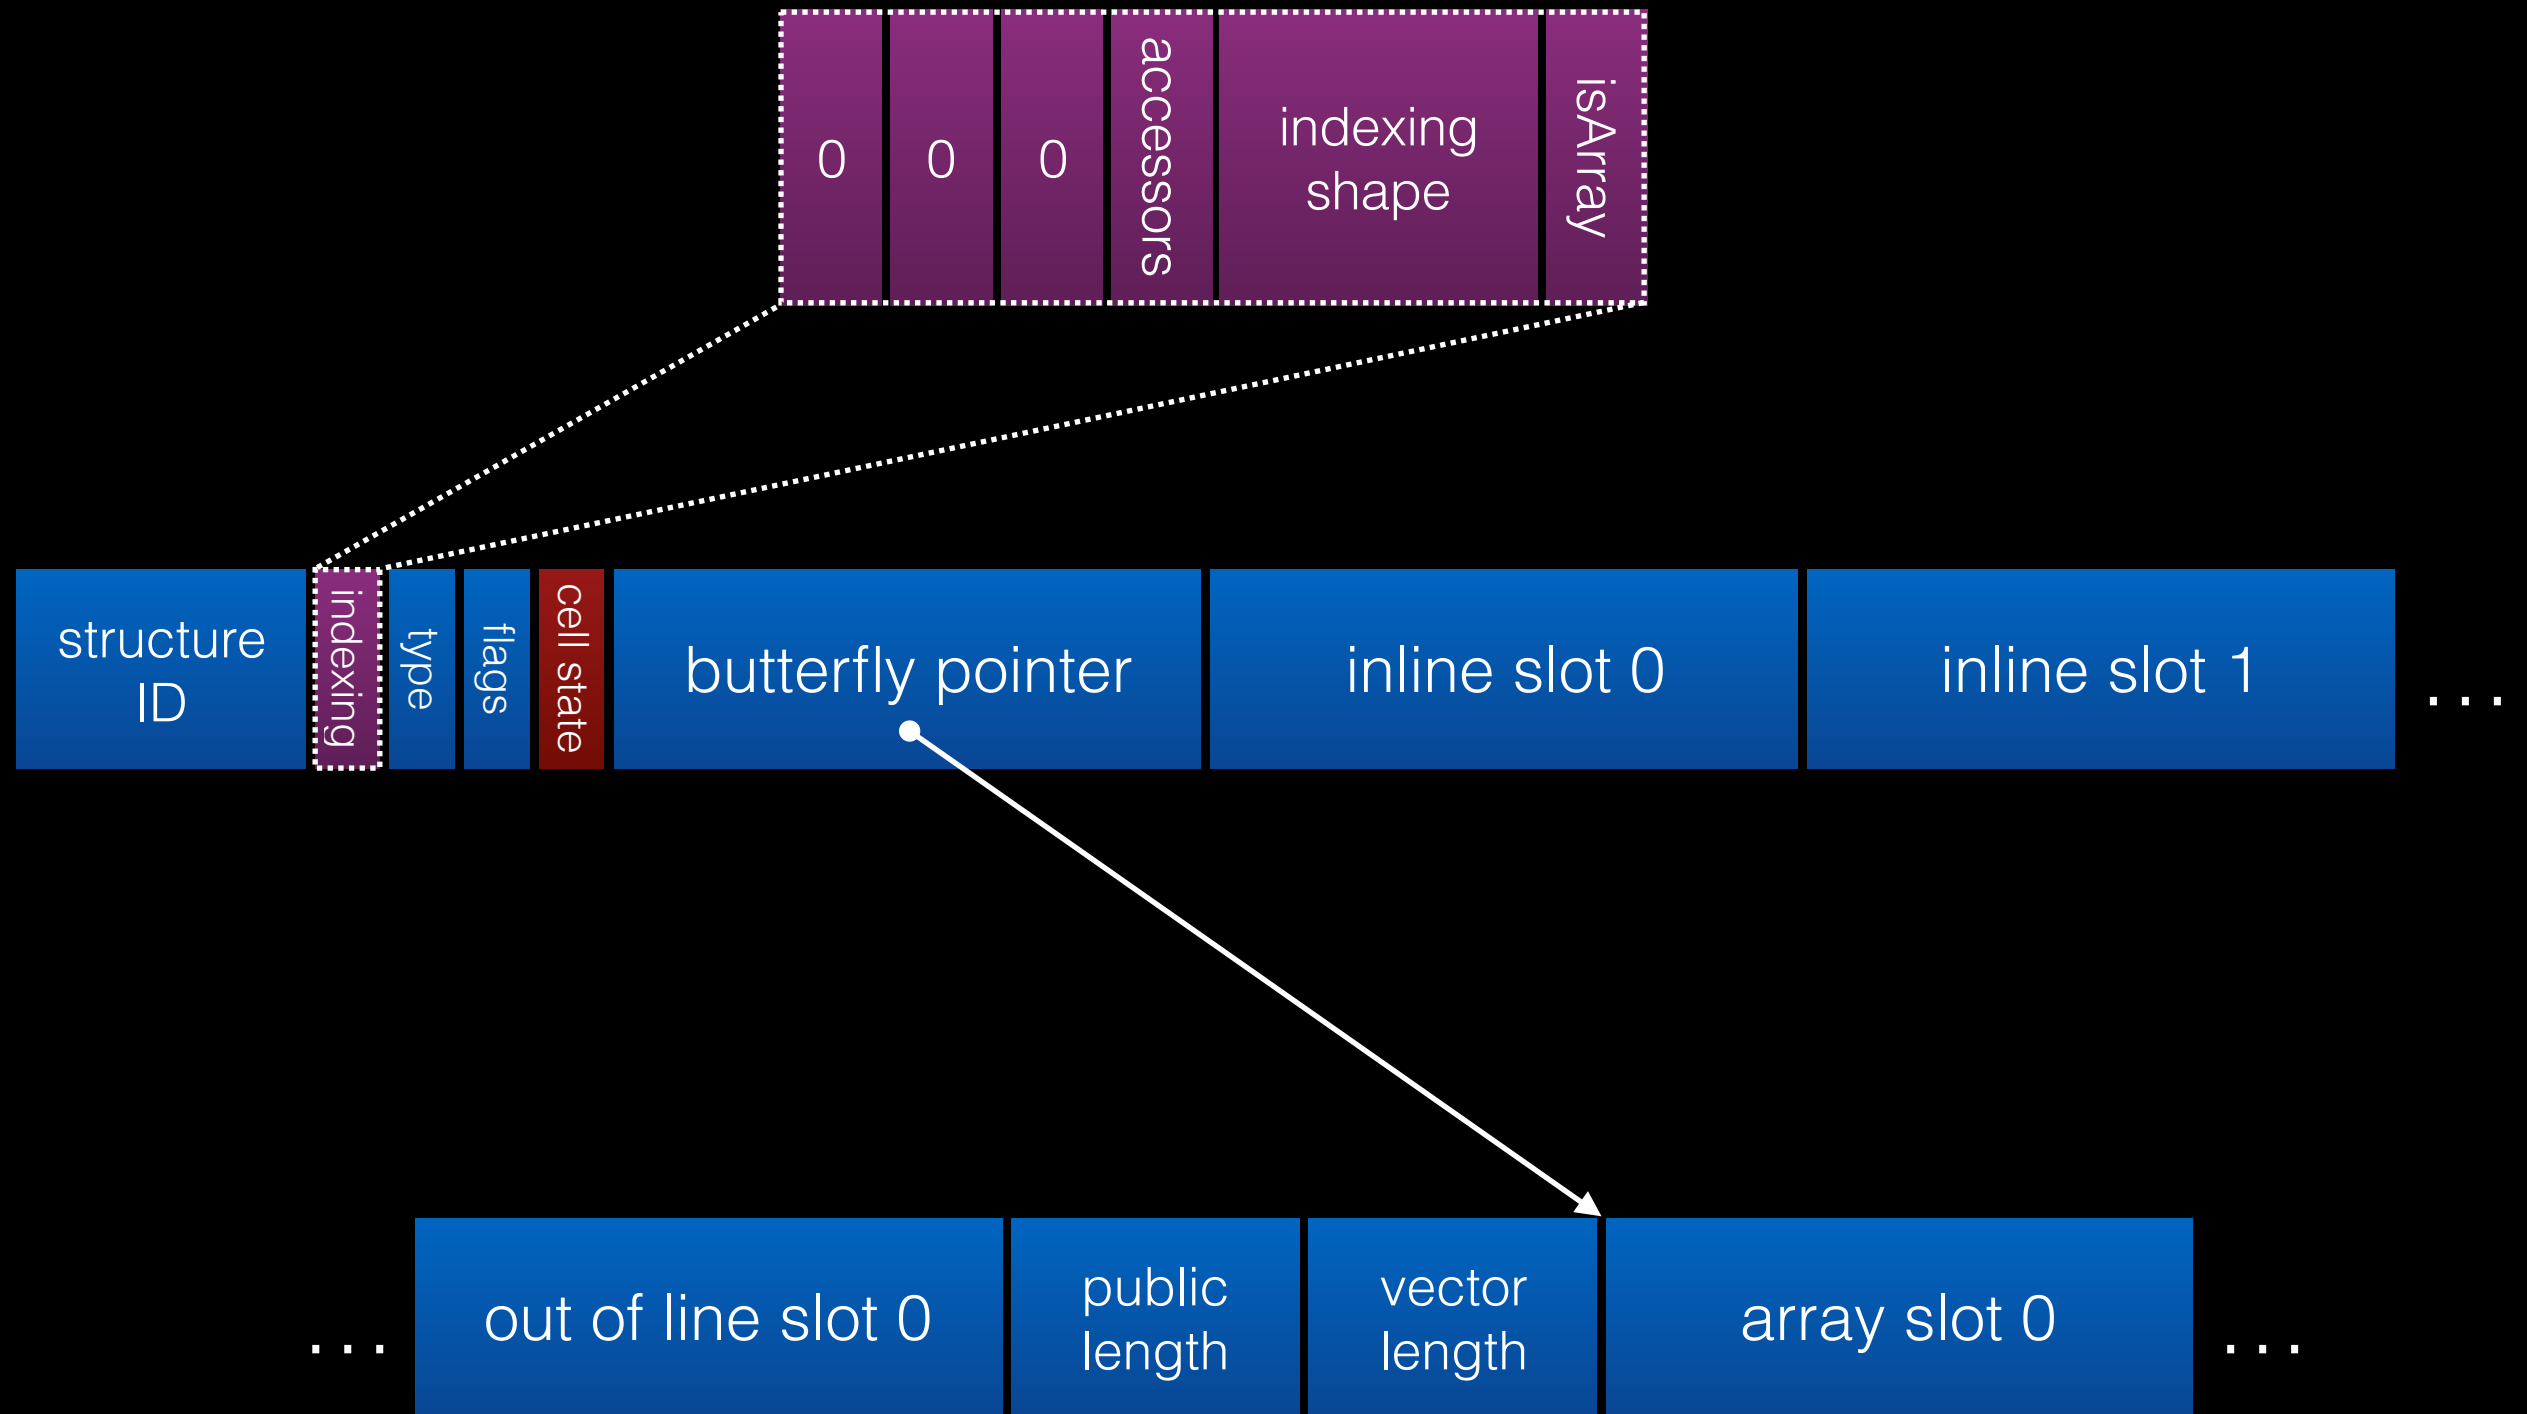 0
0
0
accessors
indexing
shape
isArray
structure
ID
indexing
type
flags
cell state
butterfly pointer
inline slot 0
inline slot 1
...
...
out of line slot 0
public
length
vector
length
array slot 0
...